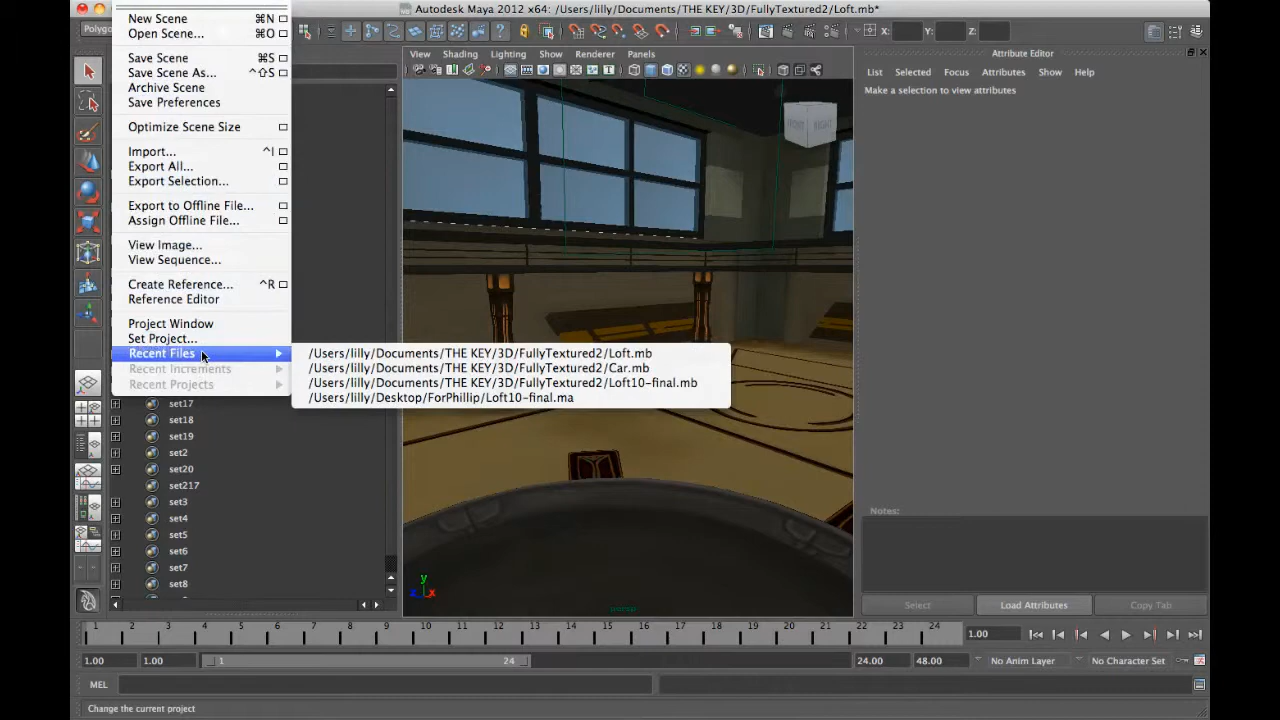 Autodesk Maya 2012 x64: /Users/lilly/Documents/THE KEY/3D/FullyTextured2/Loft.mb*
New Scene ⌘N
Open Scene... ⌘O
Save Scene ⌘S
Save Scene As... ^⇧S
Archive Scene
Save Preferences
Optimize Scene Size
Import... ^I
Export All...
Export Selection...
Export to Offline File...
Assign Offline File...
View Image...
View Sequence...
Create Reference... ^R
Reference Editor
Project Window
Set Project...
Recent Files
Recent Increments
Recent Projects
/Users/lilly/Documents/THE KEY/3D/FullyTextured2/Loft.mb
/Users/lilly/Documents/THE KEY/3D/FullyTextured2/Car.mb
/Users/lilly/Documents/THE KEY/3D/FullyTextured2/Loft10-final.mb
/Users/lilly/Desktop/ForPhillip/Loft10-final.ma
set17
set18
set19
set2
set20
set217
set3
set4
set5
set6
set7
set8
X: Y: Z:
View Shading Lighting Show Renderer Panels
FRONT RIGHT
y
z x
Attribute Editor
List Selected Focus Attributes Show Help
Make a selection to view attributes
Notes:
Select Load Attributes Copy Tab
1 2 3 4 5 6 7 8 9 10 11 12 13 14 15 16 17 18 19 20 21 22 23 24
1.00
1.00 1.00 1 24 24.00 48.00 No Anim Layer No Character Set
MEL
Change the current project